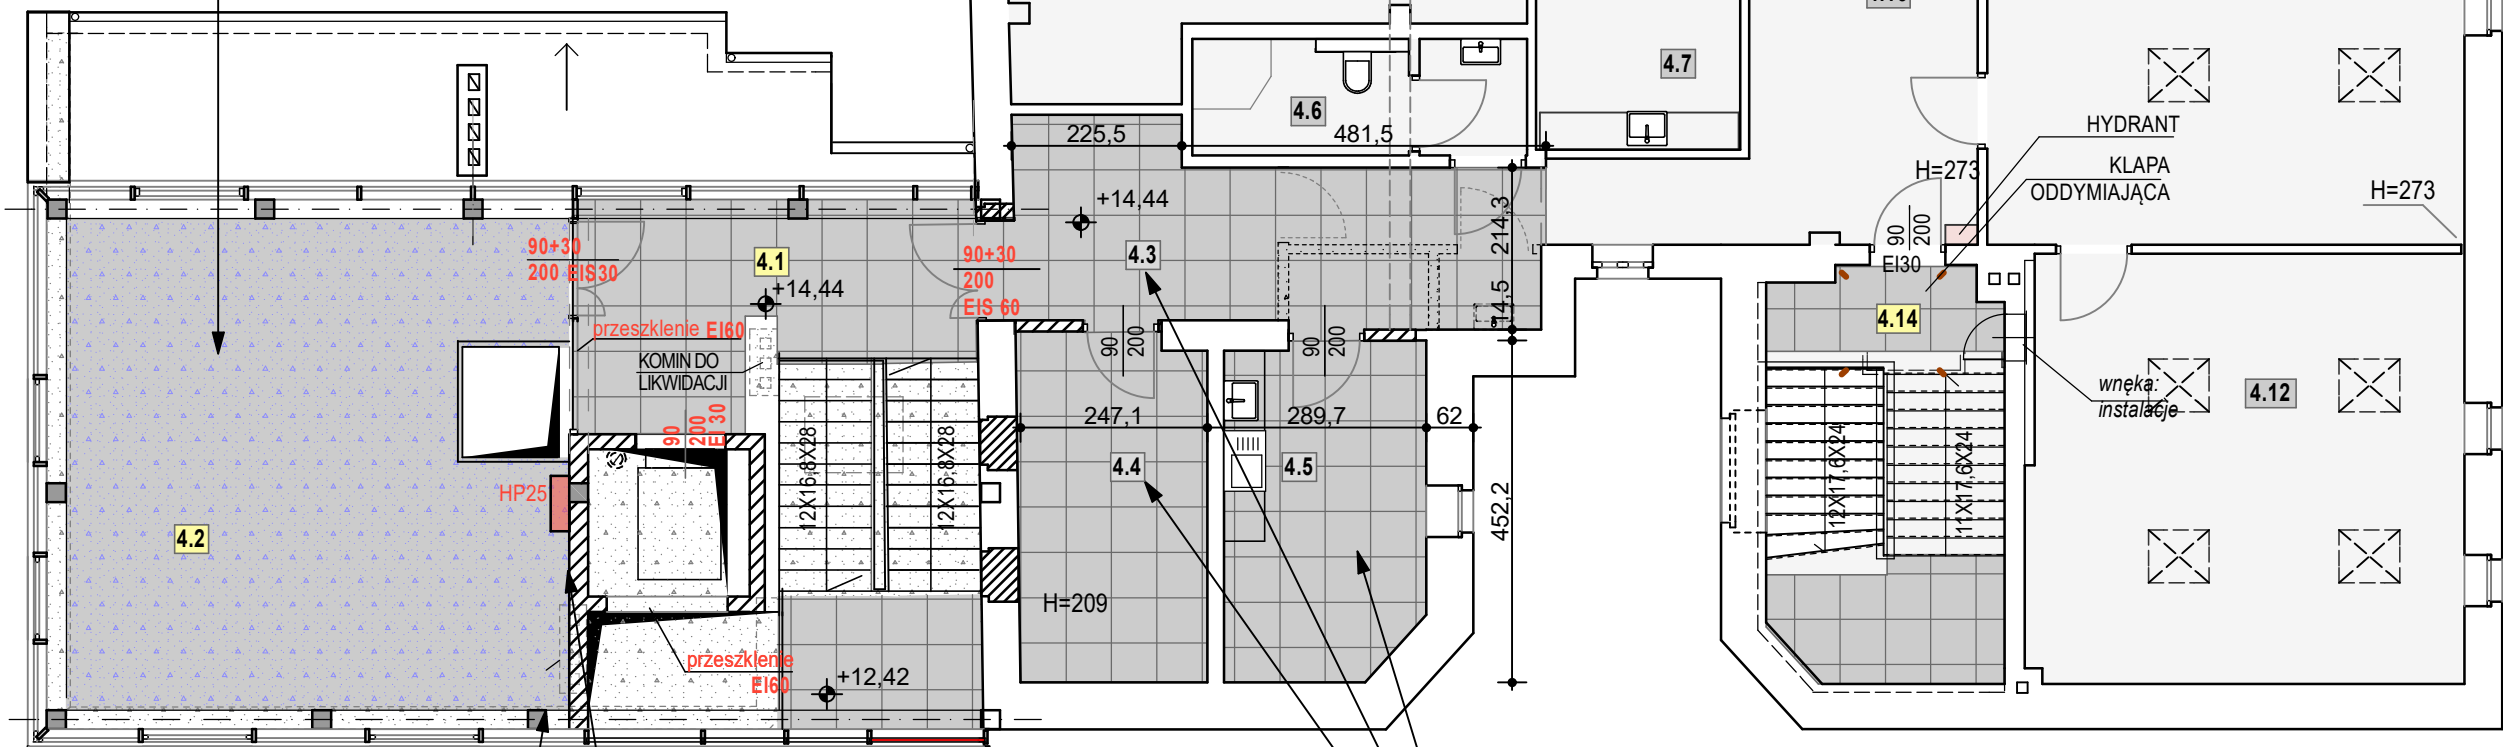 4.7
4.6
HYDRANT
225,5
481,5
KLAPA
ODDYMIAJĄCA
H=273
H=273
+14,44
214,3
90
200
EI30
90+30
200 EIS30
4.1
90+30
200
EIS 60
4.3
+14,44
14,5
4.14
przeszklenie EI60
KOMIN DO
LIKWIDACJI
90
200
90
200
wnęka:
instalacje
4.12
90
200
EI 30
247,1
289,7
62
12X16,8X28
12X16,8X28
4.4
4.5
12X17,6X24
11X17,6X24
HP25
452,2
4.2
H=209
przeszklenie
EI60
+12,42